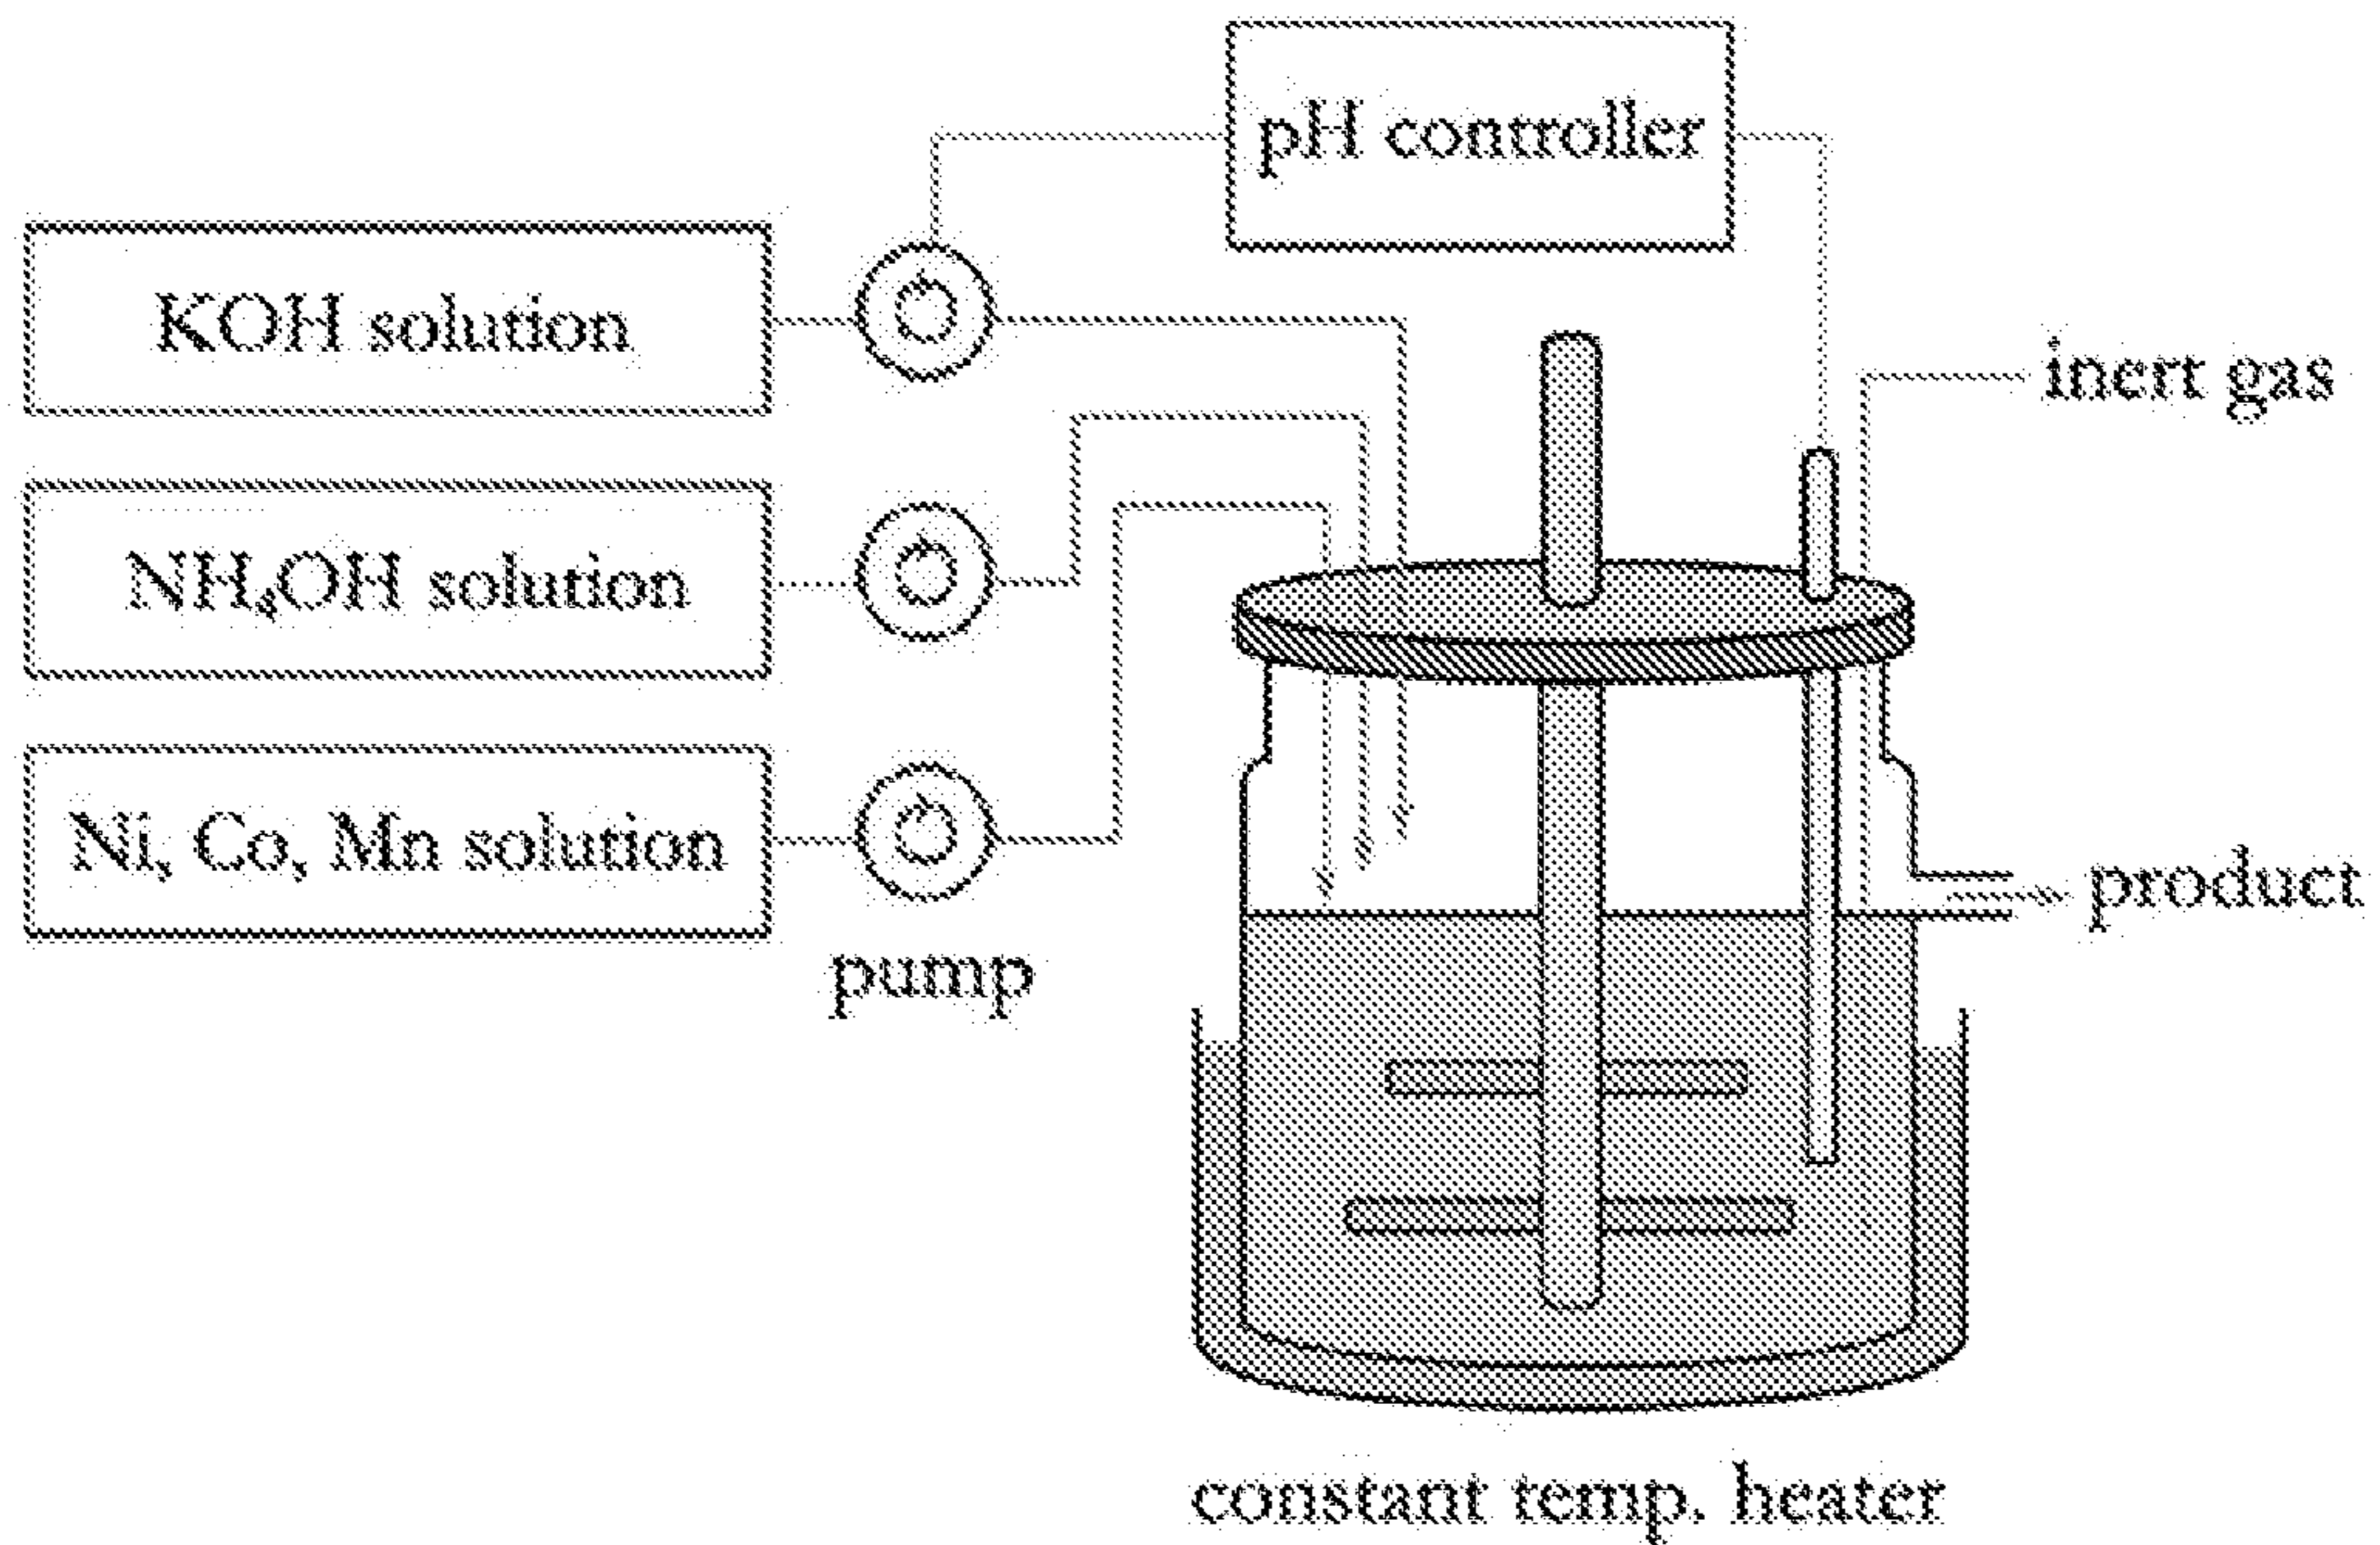 pH controller
KOH solution
inert gas
NH₄OH solution
Ni, Co, Mn solution
product
pump
constant temp. heater